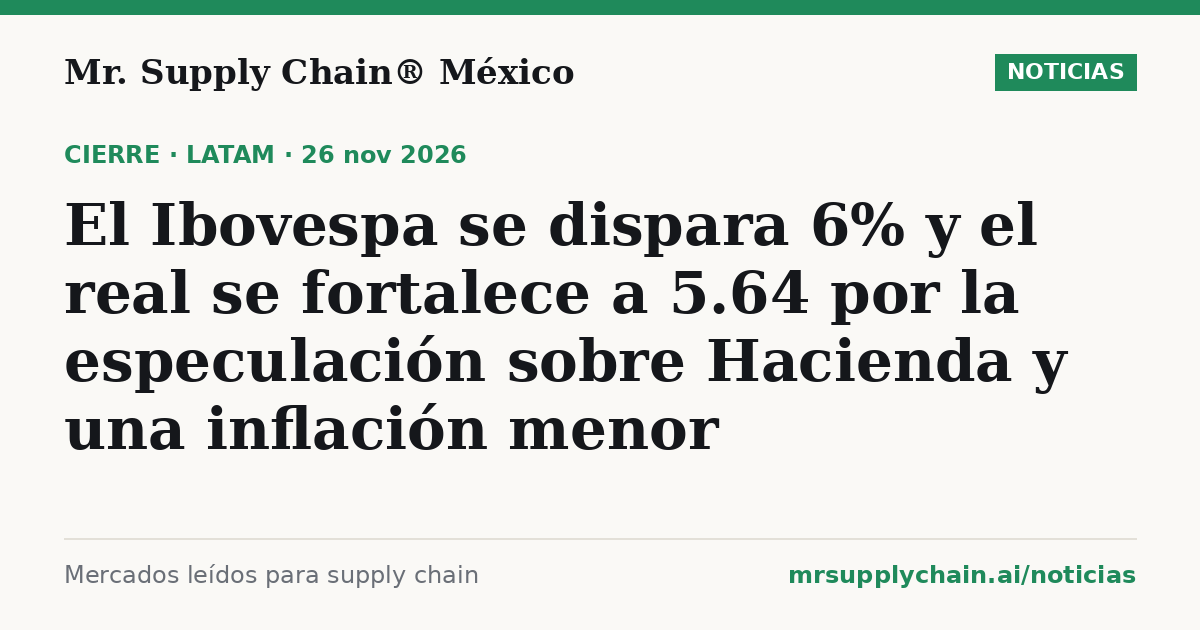 Mr. Supply Chain® México
NOTICIAS
CIERRE · LATAM · 26 nov 2026
El Ibovespa se dispara 6% y el
real se fortalece a 5.64 por la
especulación sobre Hacienda y
una inflación menor
Mercados leídos para supply chain
mrsupplychain.ai/noticias